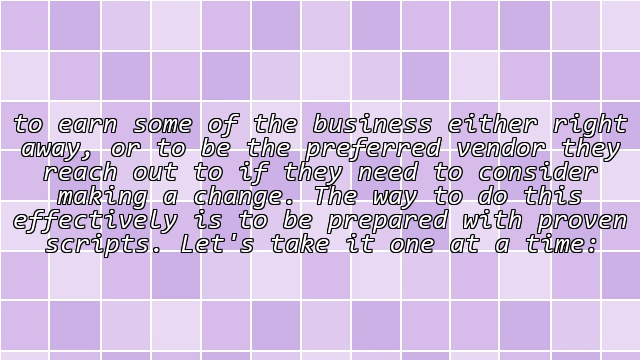 to earn some of the business either right
away, or to be the preferred vendor they
reach out to if they need to consider
making a change. The way to do this
effectively is to be prepared with proven
scripts. Let's take it one at a time: